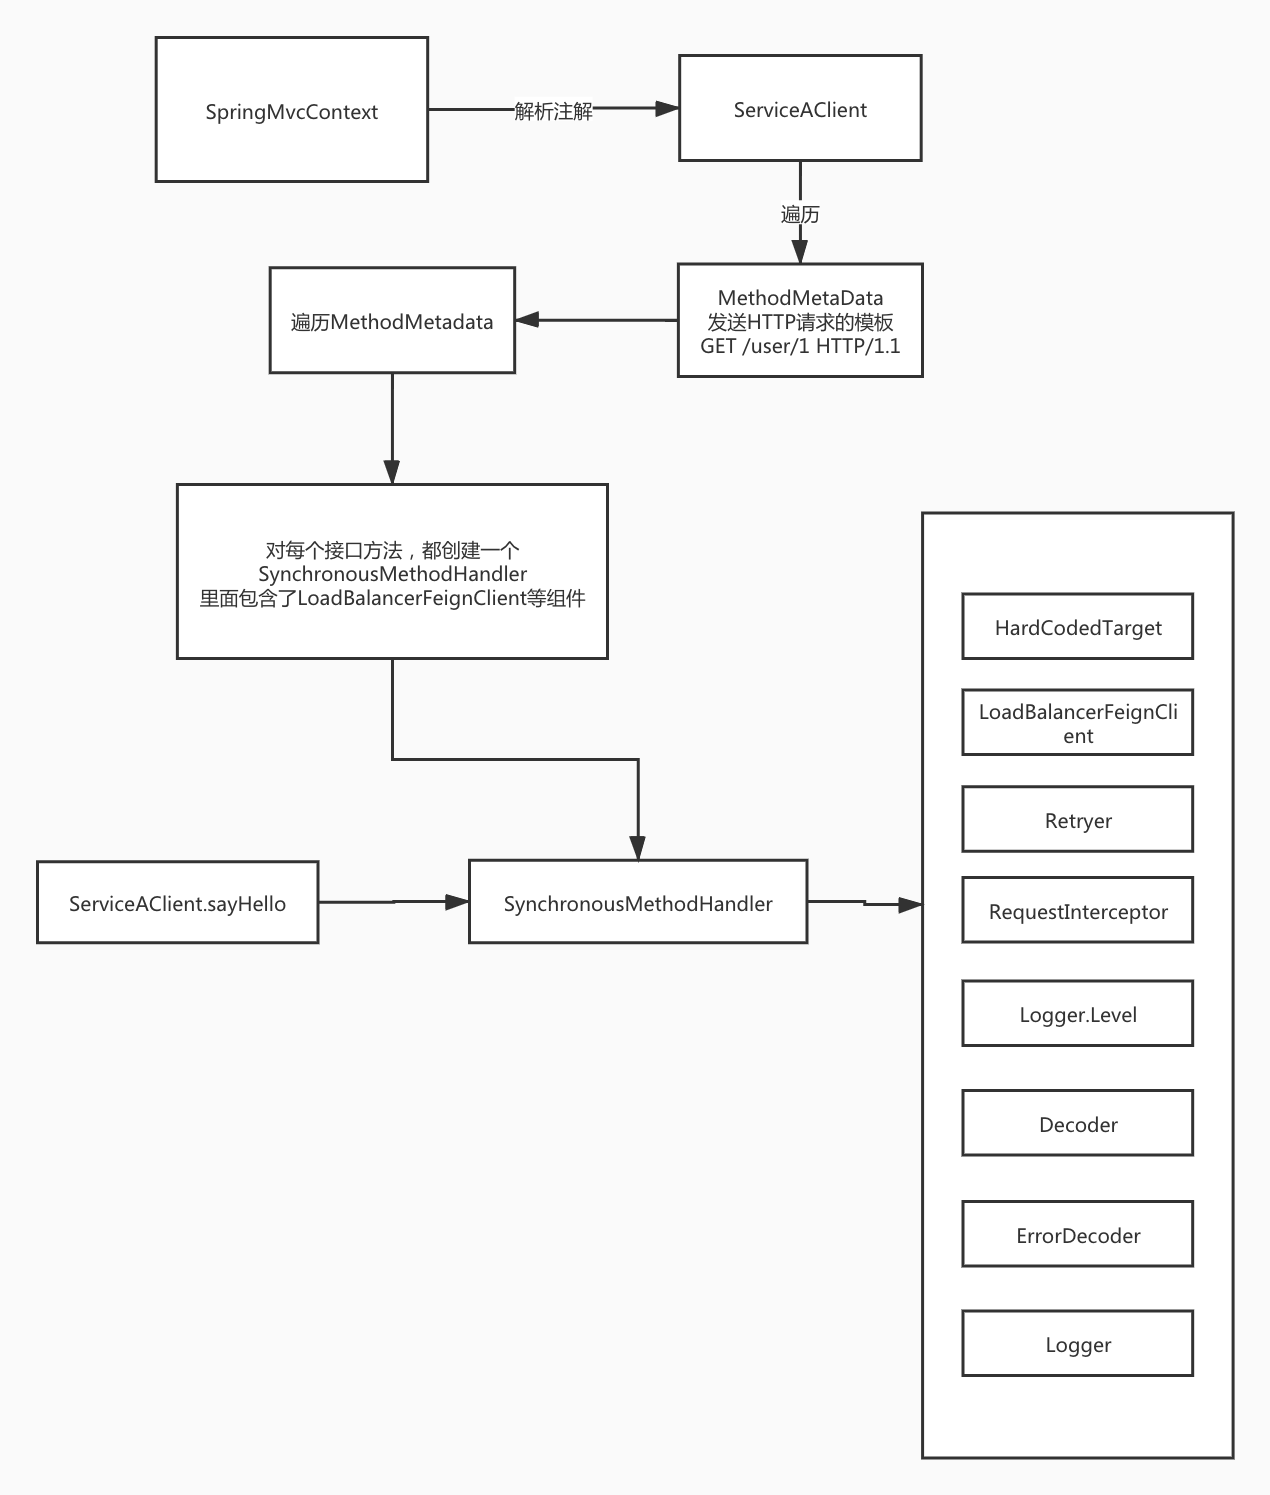 SpringMvcContext
解析注解
ServiceAClient
遍历
MethodMetaData
发送HTTP请求的模板
GET /user/1 HTTP/1.1
遍历MethodMetadata
对每个接口方法，都创建一个
SynchronousMethodHandler
里面包含了LoadBalancerFeignClient等组件
ServiceAClient.sayHello
SynchronousMethodHandler
HardCodedTarget
LoadBalancerFeignCli
ent
Retryer
RequestInterceptor
Logger.Level
Decoder
ErrorDecoder
Logger